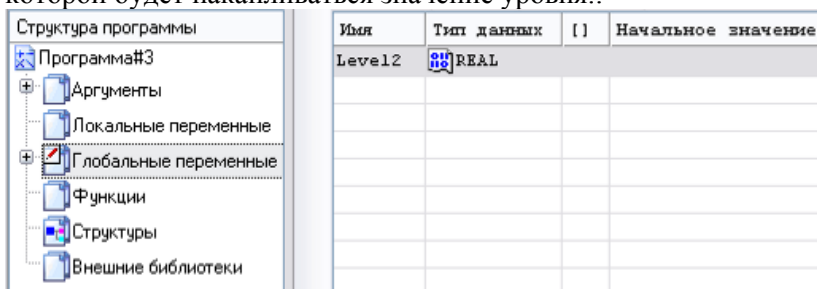 которой будет накапливаться значение уровня..
Структура программы
Имя Тип данных [] Начальное значение
Программа#3
Level2 REAL
Аргументы
Локальные переменные
Глобальные переменные
Функции
Структуры
Внешние библиотеки